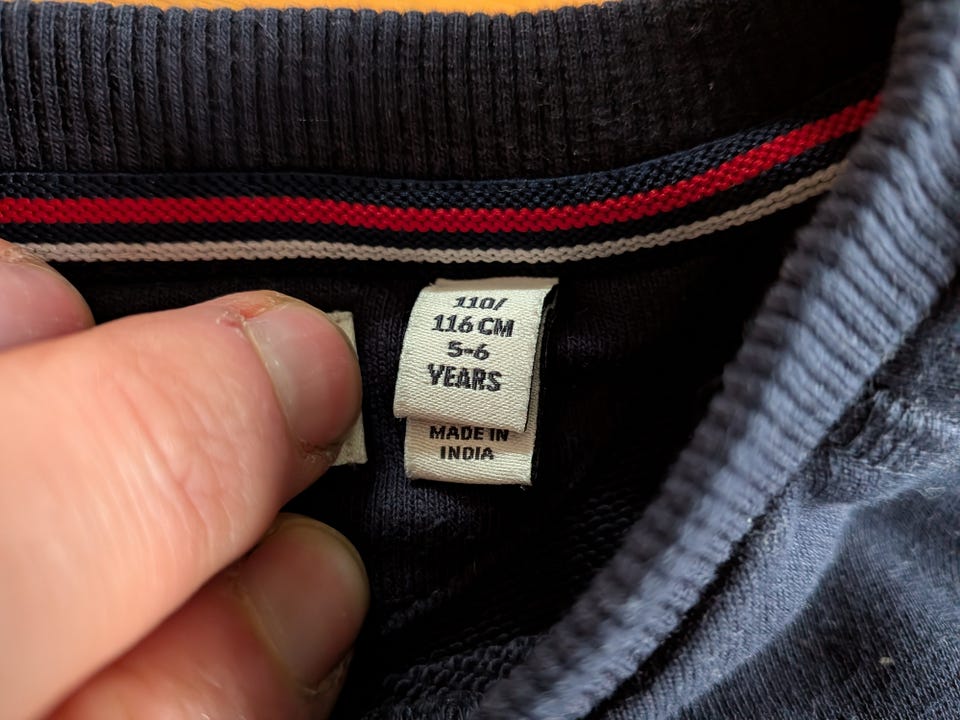 110/
116 CM
5-6
YEARS
MADE IN
INDIA